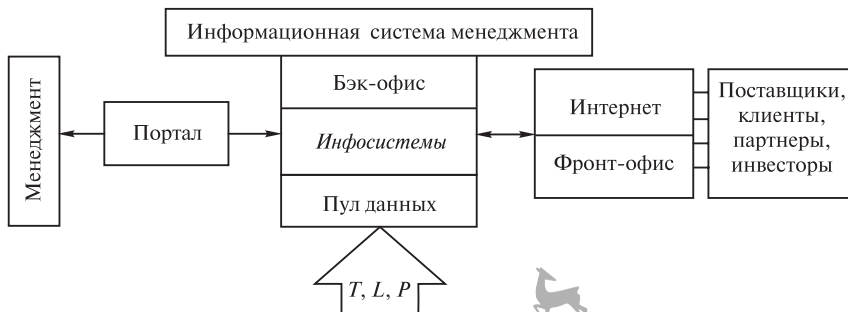 Информационная система менеджмента
Менеджмент
Портал
Бэк-офис
Инфосистемы
Пул данных
T, L, P
Интернет
Фронт-офис
Поставщики,
клиенты,
партнеры,
инвесторы